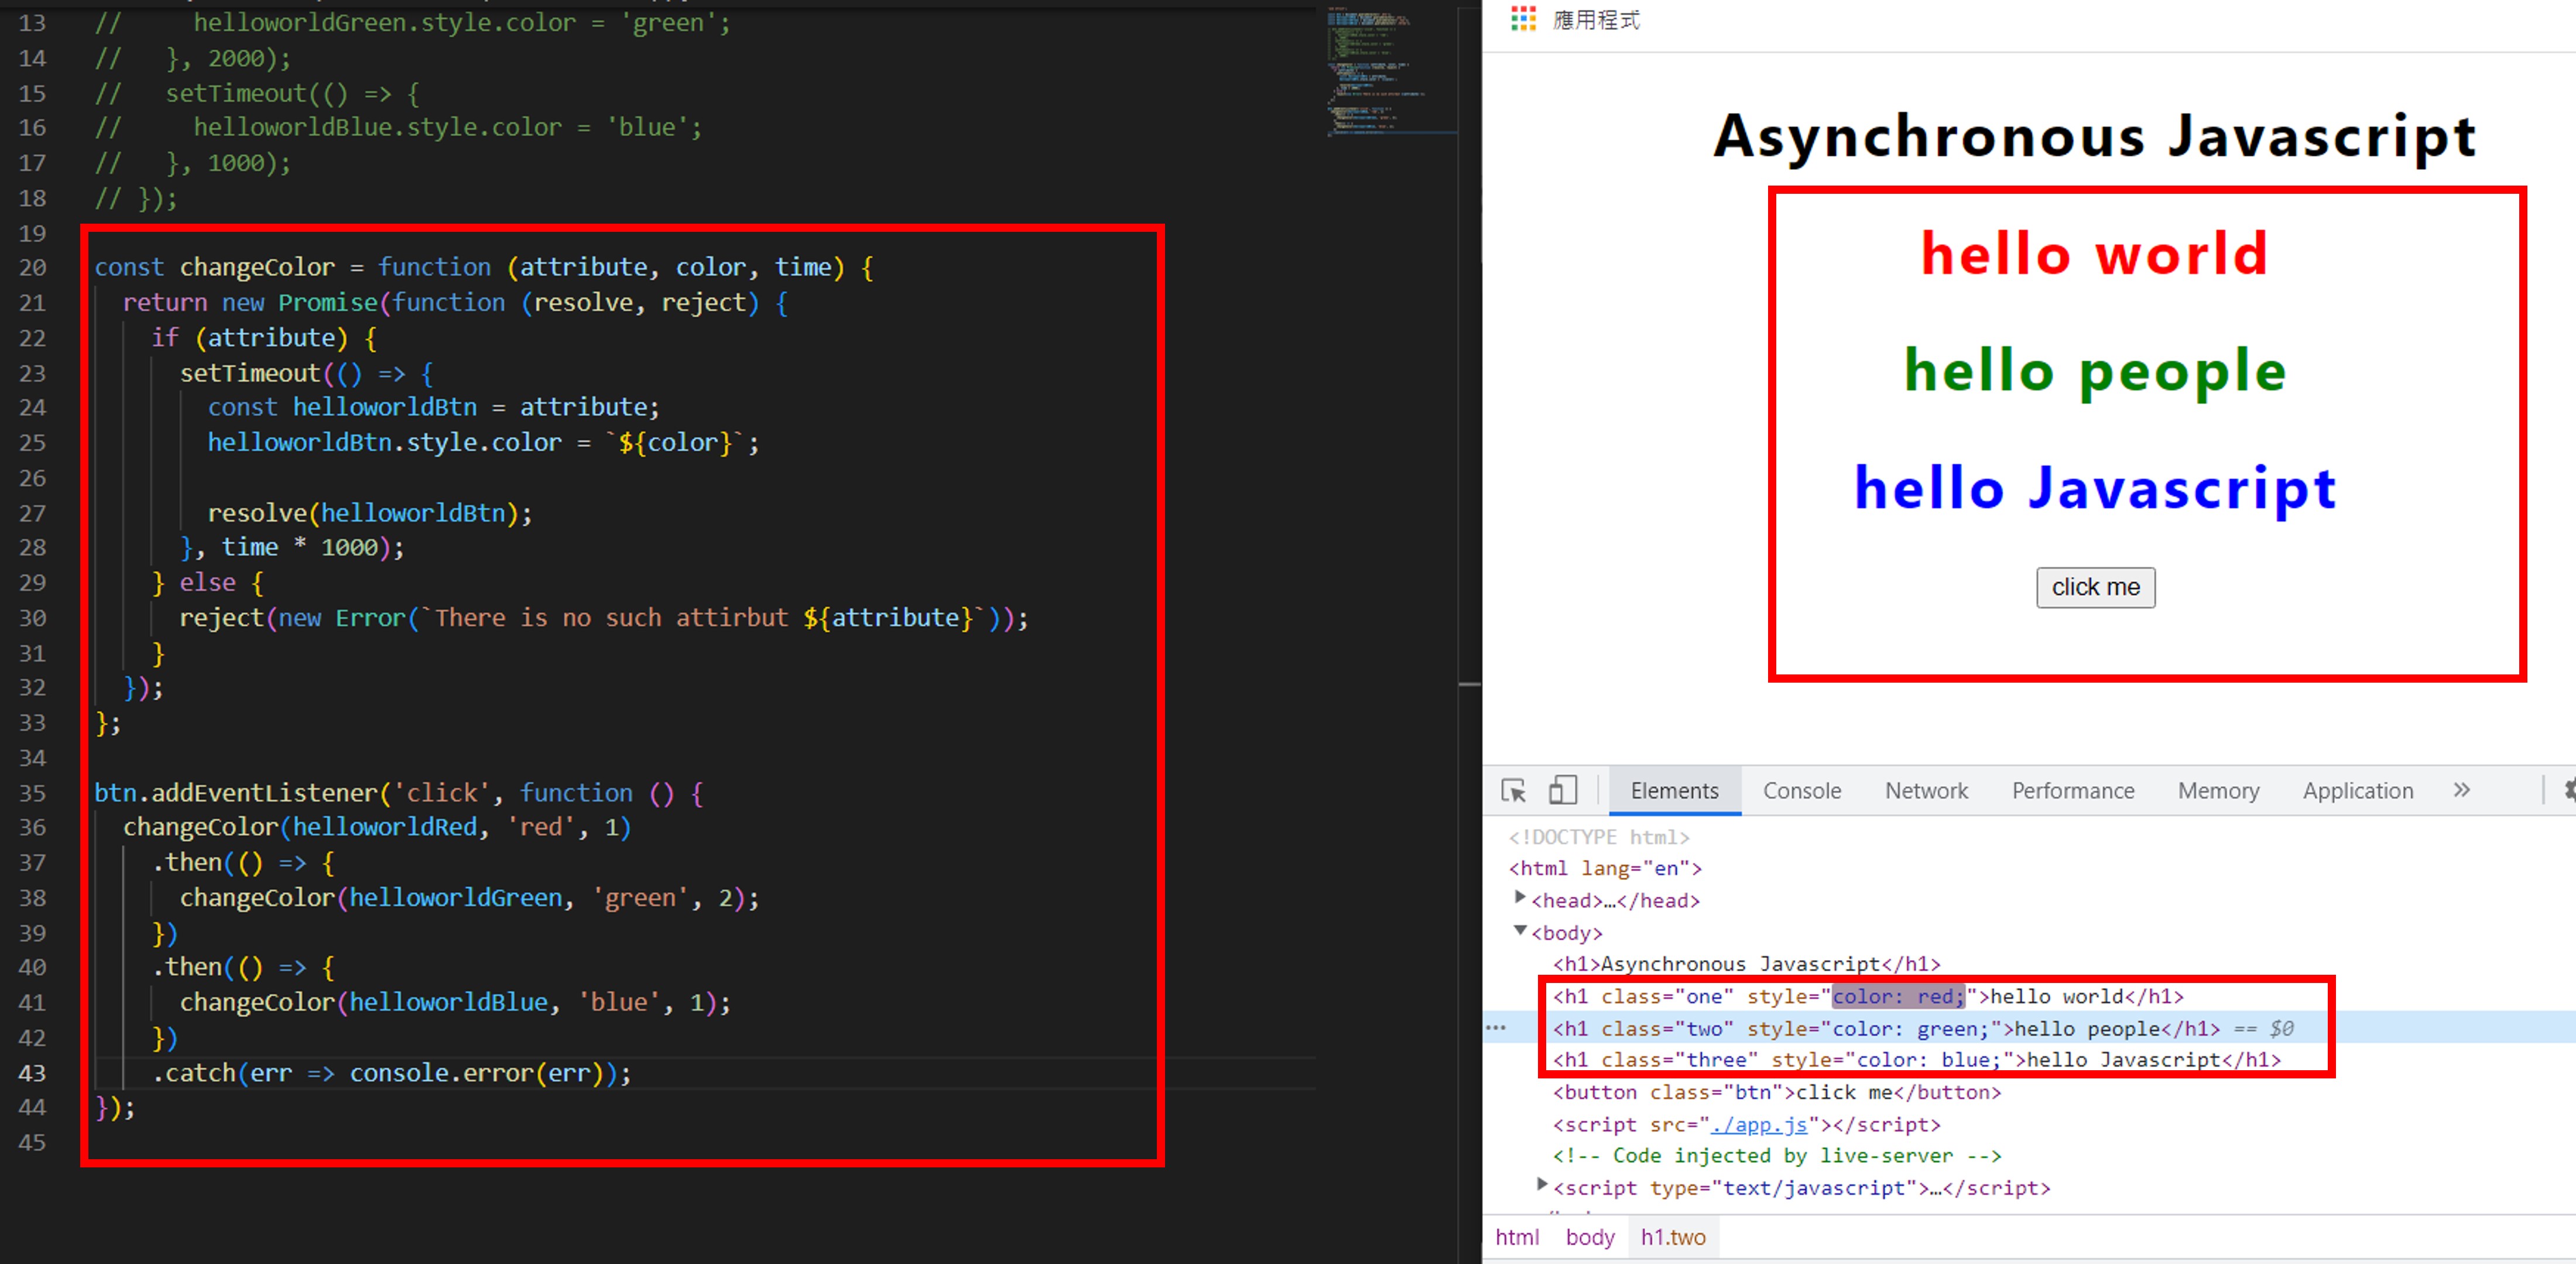 13 //     helloworldGreen.style.color = 'green';
14 //   }, 2000);
15 //   setTimeout(() => {
16 //     helloworldBlue.style.color = 'blue';
17 //   }, 1000);
18 // });
19
20 const changeColor = function (attribute, color, time) {
21   return new Promise(function (resolve, reject) {
22     if (attribute) {
23       setTimeout(() => {
24         const helloworldBtn = attribute;
25         helloworldBtn.style.color = `${color}`;
26
27         resolve(helloworldBtn);
28       }, time * 1000);
29     } else {
30       reject(new Error(`There is no such attirbut ${attribute}`));
31     }
32   });
33 };
34
35 btn.addEventListener('click', function () {
36   changeColor(helloworldRed, 'red', 1)
37     .then(() => {
38       changeColor(helloworldGreen, 'green', 2);
39     })
40     .then(() => {
41       changeColor(helloworldBlue, 'blue', 1);
42     })
43     .catch(err => console.error(err));
44 });
45
應用程式
Asynchronous Javascript
hello world
hello people
hello Javascript
click me
Elements Console Network Performance Memory Application »
<!DOCTYPE html>
<html lang="en">
<head>…</head>
<body>
<h1>Asynchronous Javascript</h1>
<h1 class="one" style="color: red;">hello world</h1>
<h1 class="two" style="color: green;">hello people</h1> == $0
<h1 class="three" style="color: blue;">hello Javascript</h1>
<button class="btn">click me</button>
<script src="./app.js"></script>
<!-- Code injected by live-server -->
<script type="text/javascript">…</script>
html body h1.two